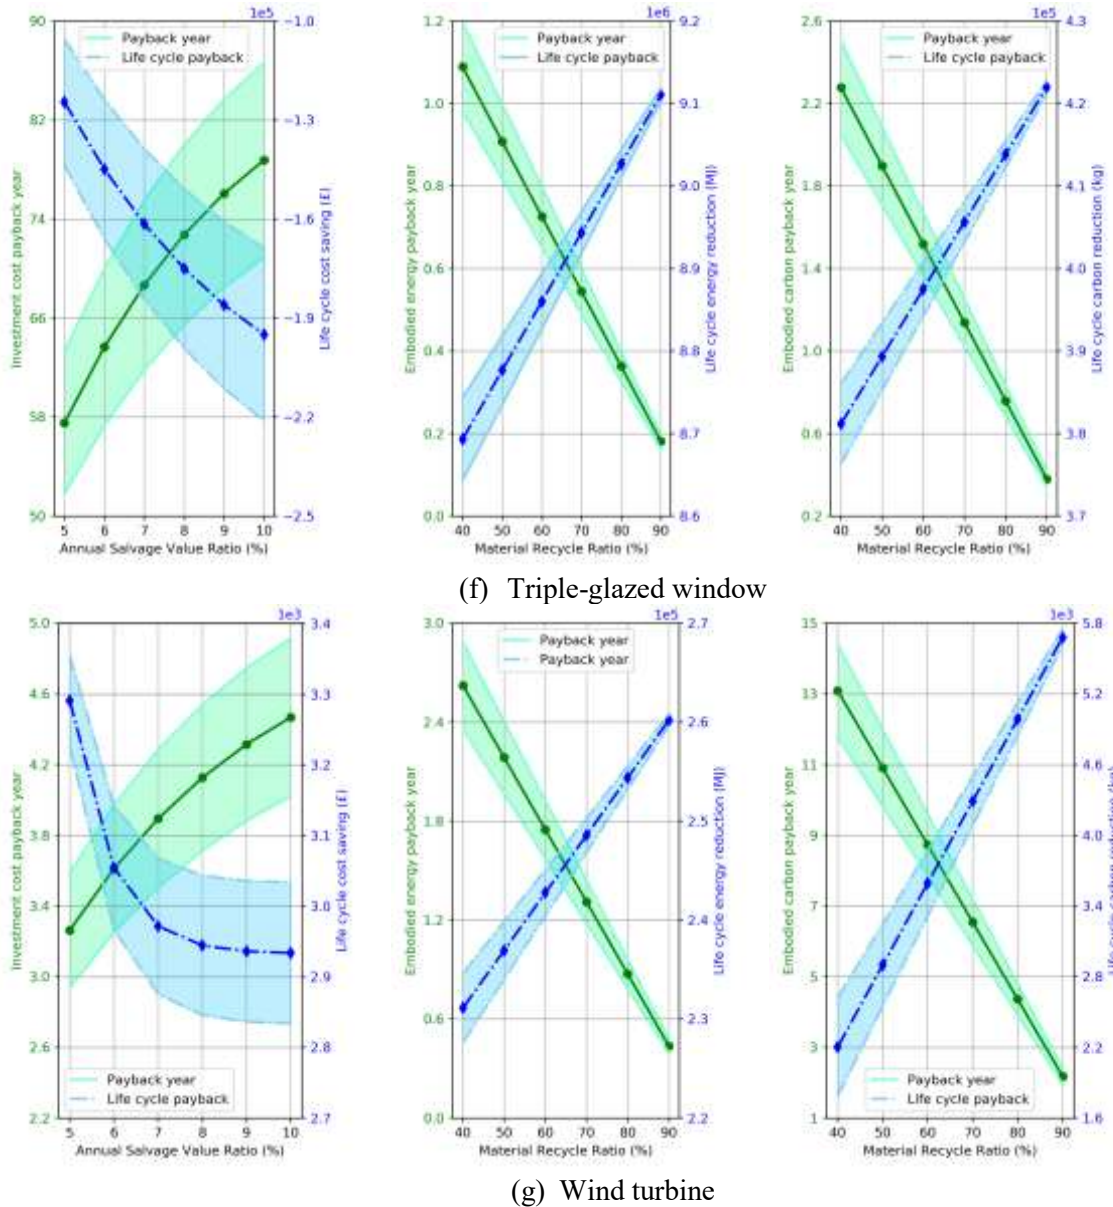 1e5
Payback year
Life cycle payback
Investment cost payback year
90
82
74
66
58
50
−1.0
−1.3
−1.6
−1.9
−2.2
−2.5
Life cycle cost saving (£)
5 6 7 8 9 10
Annual Salvage Value Ratio (%)
1e6
Payback year
Life cycle payback
Embodied energy payback year
1.2
1.0
0.8
0.6
0.4
0.2
0.0
9.2
9.1
9.0
8.9
8.8
8.7
8.6
Life cycle energy reduction (MJ)
40 50 60 70 80 90
Material Recycle Ratio (%)
1e5
Payback year
Life cycle payback
Embodied carbon payback year
2.6
2.2
1.8
1.4
1.0
0.6
0.2
4.3
4.2
4.1
4.0
3.9
3.8
3.7
Life cycle carbon reduction (kg)
40 50 60 70 80 90
Material Recycle Ratio (%)
(f) Triple-glazed window
1e3
Payback year
Life cycle payback
Investment cost payback year
5.0
4.6
4.2
3.8
3.4
3.0
2.6
2.2
3.4
3.3
3.2
3.1
3.0
2.9
2.8
2.7
Life cycle cost saving (£)
5 6 7 8 9 10
Annual Salvage Value Ratio (%)
1e5
Payback year
Payback year
Embodied energy payback year
3.0
2.4
1.8
1.2
0.6
0.0
2.7
2.6
2.5
2.4
2.3
2.2
Life cycle energy reduction (MJ)
40 50 60 70 80 90
Material Recycle Ratio (%)
1e3
Payback year
Life cycle payback
Embodied carbon payback year
15
13
11
9
7
5
3
1
5.8
5.2
4.6
4.0
3.4
2.8
2.2
1.6
Life cycle carbon reduction (kg)
40 50 60 70 80 90
Material Recycle Ratio (%)
(g) Wind turbine